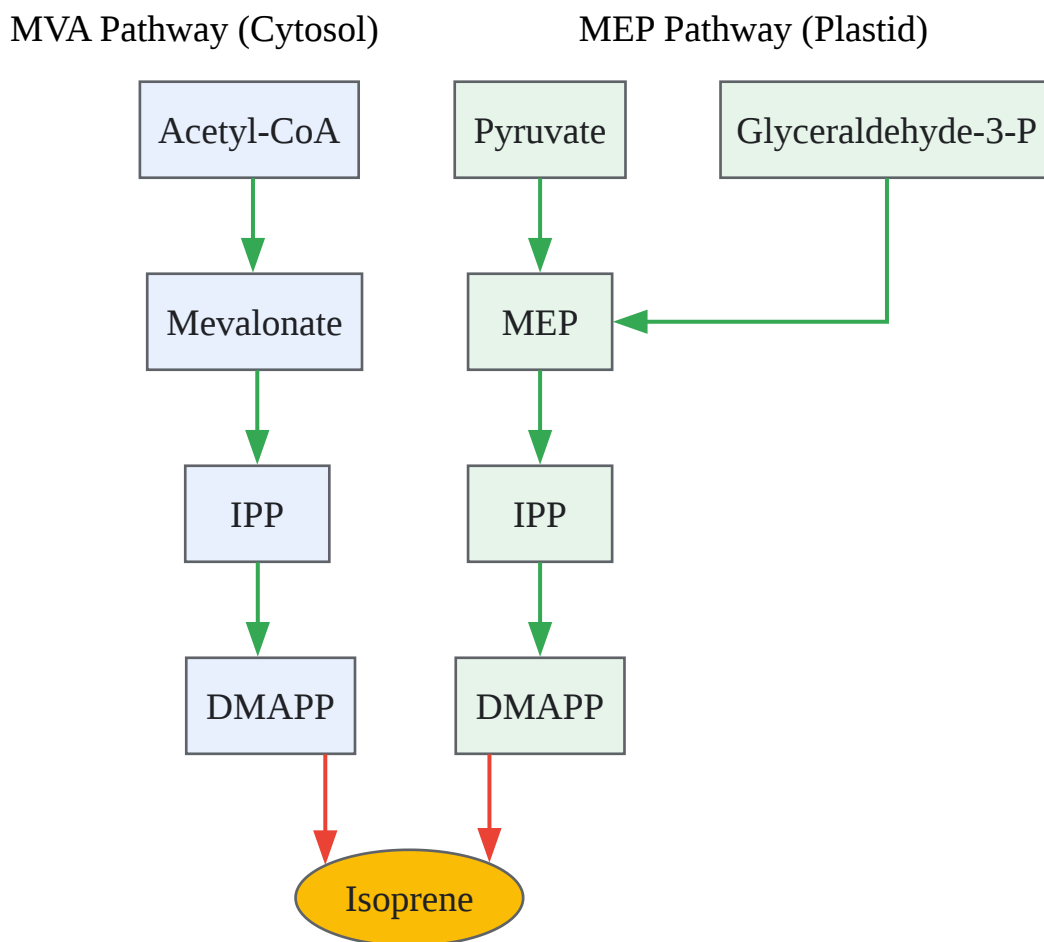 MVA Pathway (Cytosol)
MEP Pathway (Plastid)
Acetyl-CoA
Pyruvate
Glyceraldehyde-3-P
Mevalonate
MEP
IPP
IPP
DMAPP
DMAPP
Isoprene